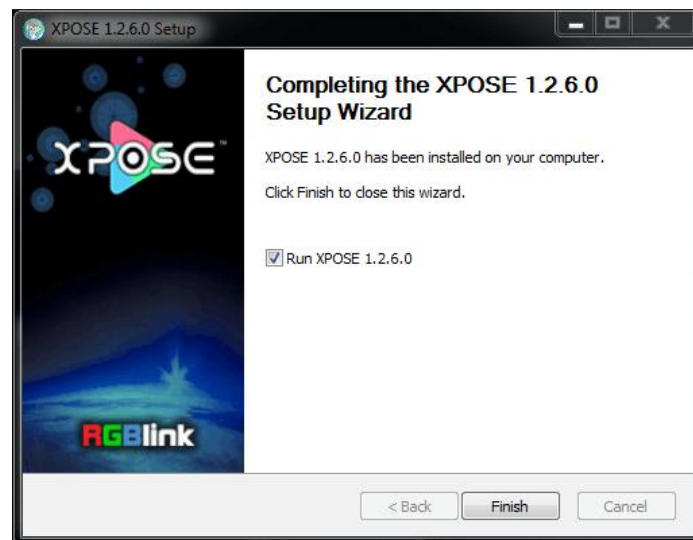 XPOSE 1.2.6.0 Setup
XPOSE™
RGBlink
Completing the XPOSE 1.2.6.0
Setup Wizard
XPOSE 1.2.6.0 has been installed on your computer.
Click Finish to close this wizard.
Run XPOSE 1.2.6.0
< Back
Finish
Cancel